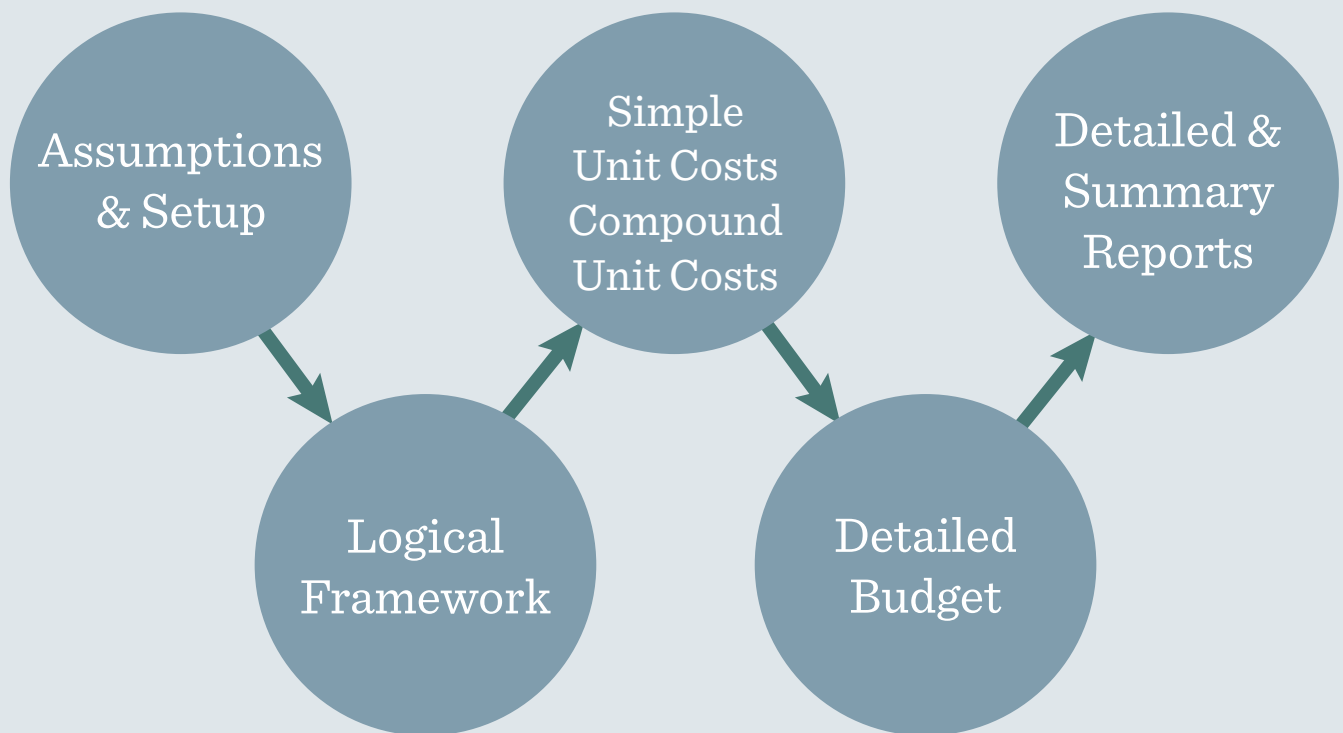 Assumptions
& Setup
Logical
Framework
Simple
Unit Costs
Compound
Unit Costs
Detailed
Budget
Detailed &
Summary
Reports